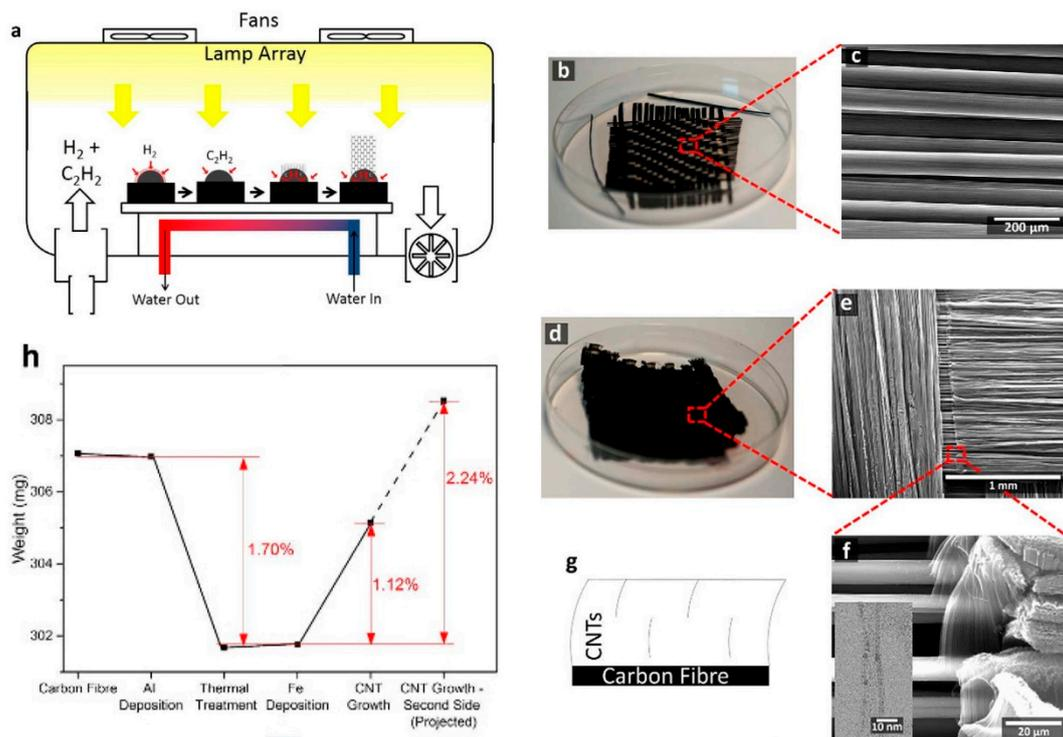 a
Fans
Lamp Array
H2 +
C2H2
H2
C2H2
Water Out
Water In
b
c
200 µm
d
e
1 mm
f
10 nm
20 µm
g
CNTs
Carbon Fibre
h
Weight (mg)
308
306
304
302
1.70%
1.12%
2.24%
Carbon Fibre
Al
Deposition
Thermal
Treatment
Fe
Deposition
CNT
Growth
CNT Growth -
Second Side
(Projected)